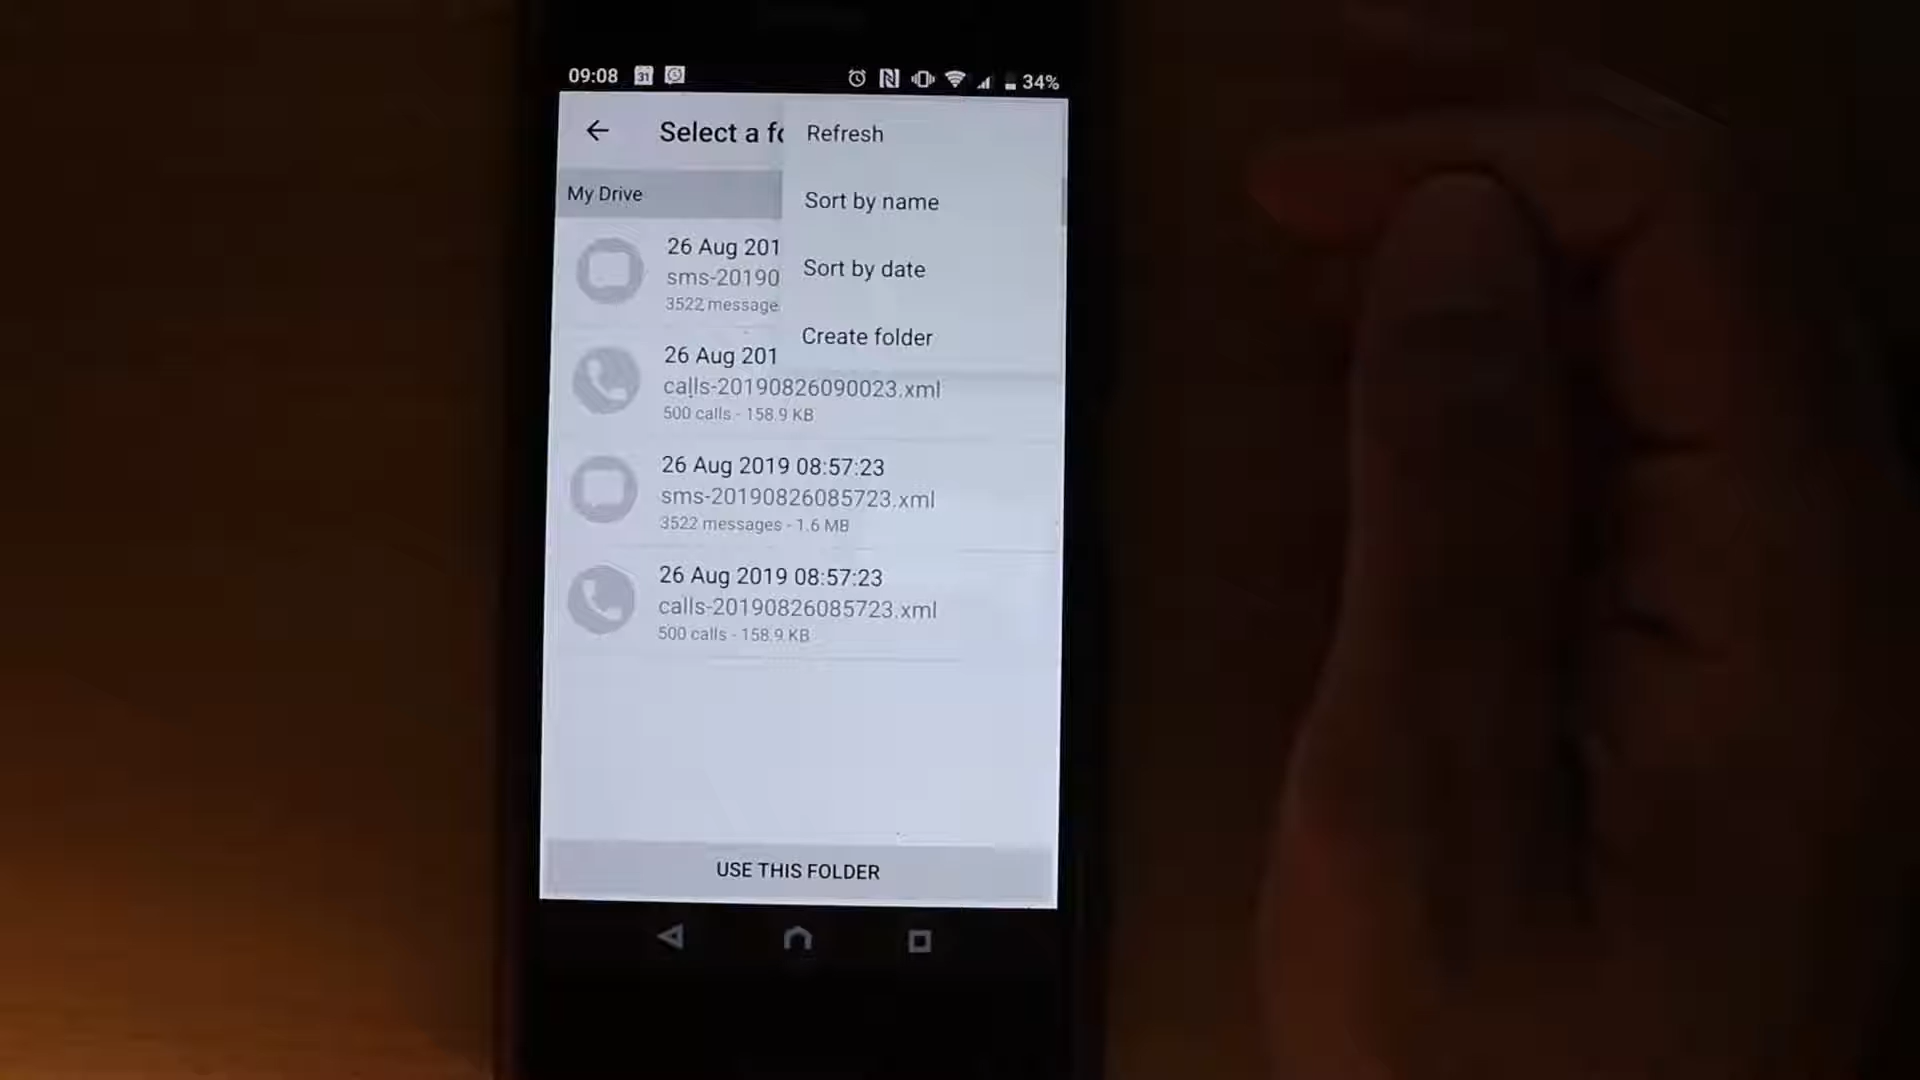 09:08 31 34%
Select a fo
Refresh
My Drive
Sort by name
26 Aug 201
sms-20190
3522 message
Sort by date
Create folder
26 Aug 201
calls-20190826090023.xml
500 calls - 158.9 KB
26 Aug 2019 08:57:23
sms-20190826085723.xml
3522 messages - 1.6 MB
26 Aug 2019 08:57:23
calls-20190826085723.xml
500 calls - 158.9 KB
USE THIS FOLDER